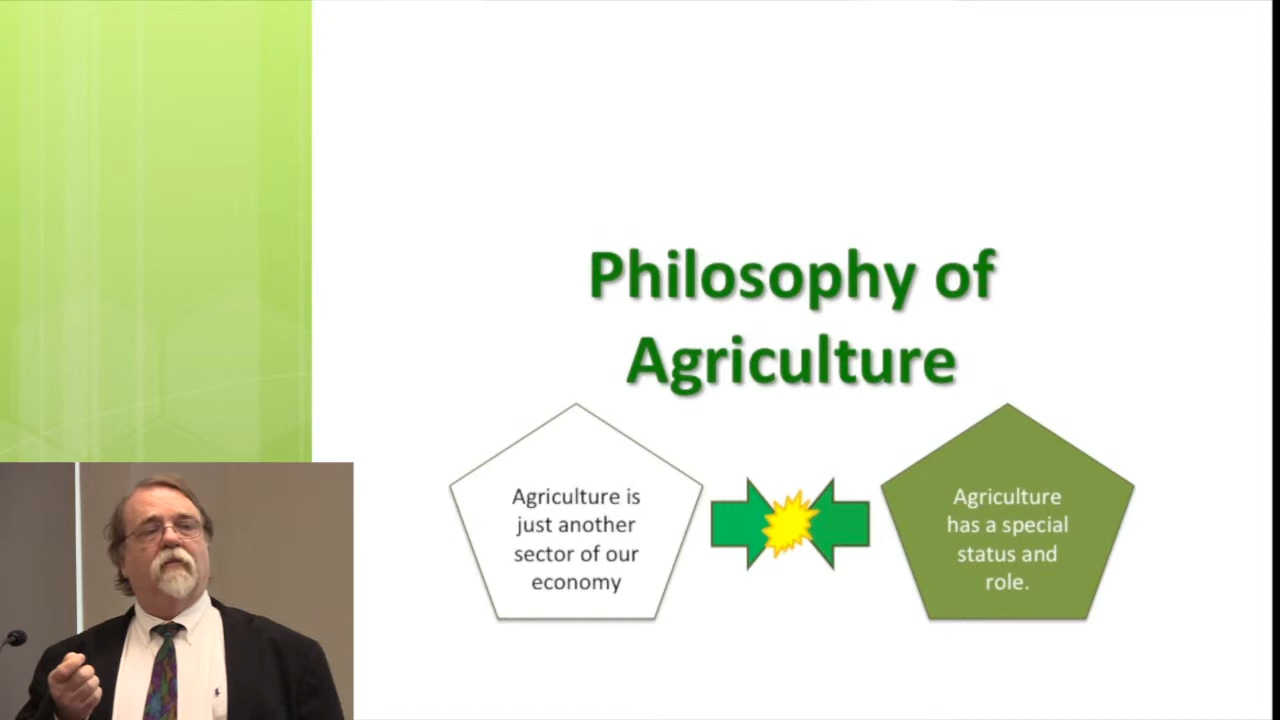 Philosophy of
Agriculture
Agriculture is
just another
sector of our
economy
Agriculture
has a special
status and
role.